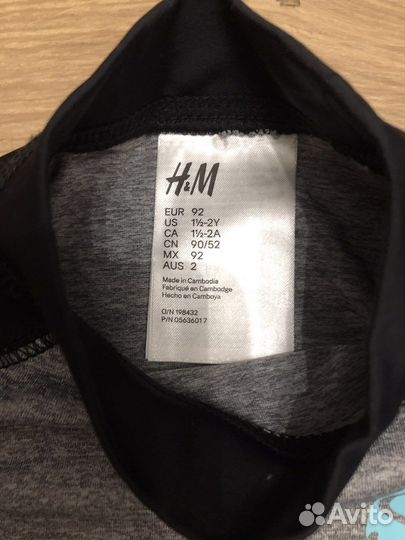 H&M
EUR 92
US 1½-2Y
CA 1½-2A
CN 90/52
MX 92
AUS 2
Made in Cambodia
Fabriqué en Cambodge
Hecho en Camboya
O/N 198432
P/N 05636017
Avito